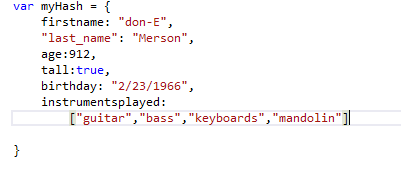 var myHash = {
firstname: "don-E",
"last_name": "Merson",
age:912,
tall:true,
birthday: "2/23/1966",
instrumentsplayed:
["guitar","bass","keyboards","mandolin"]
}